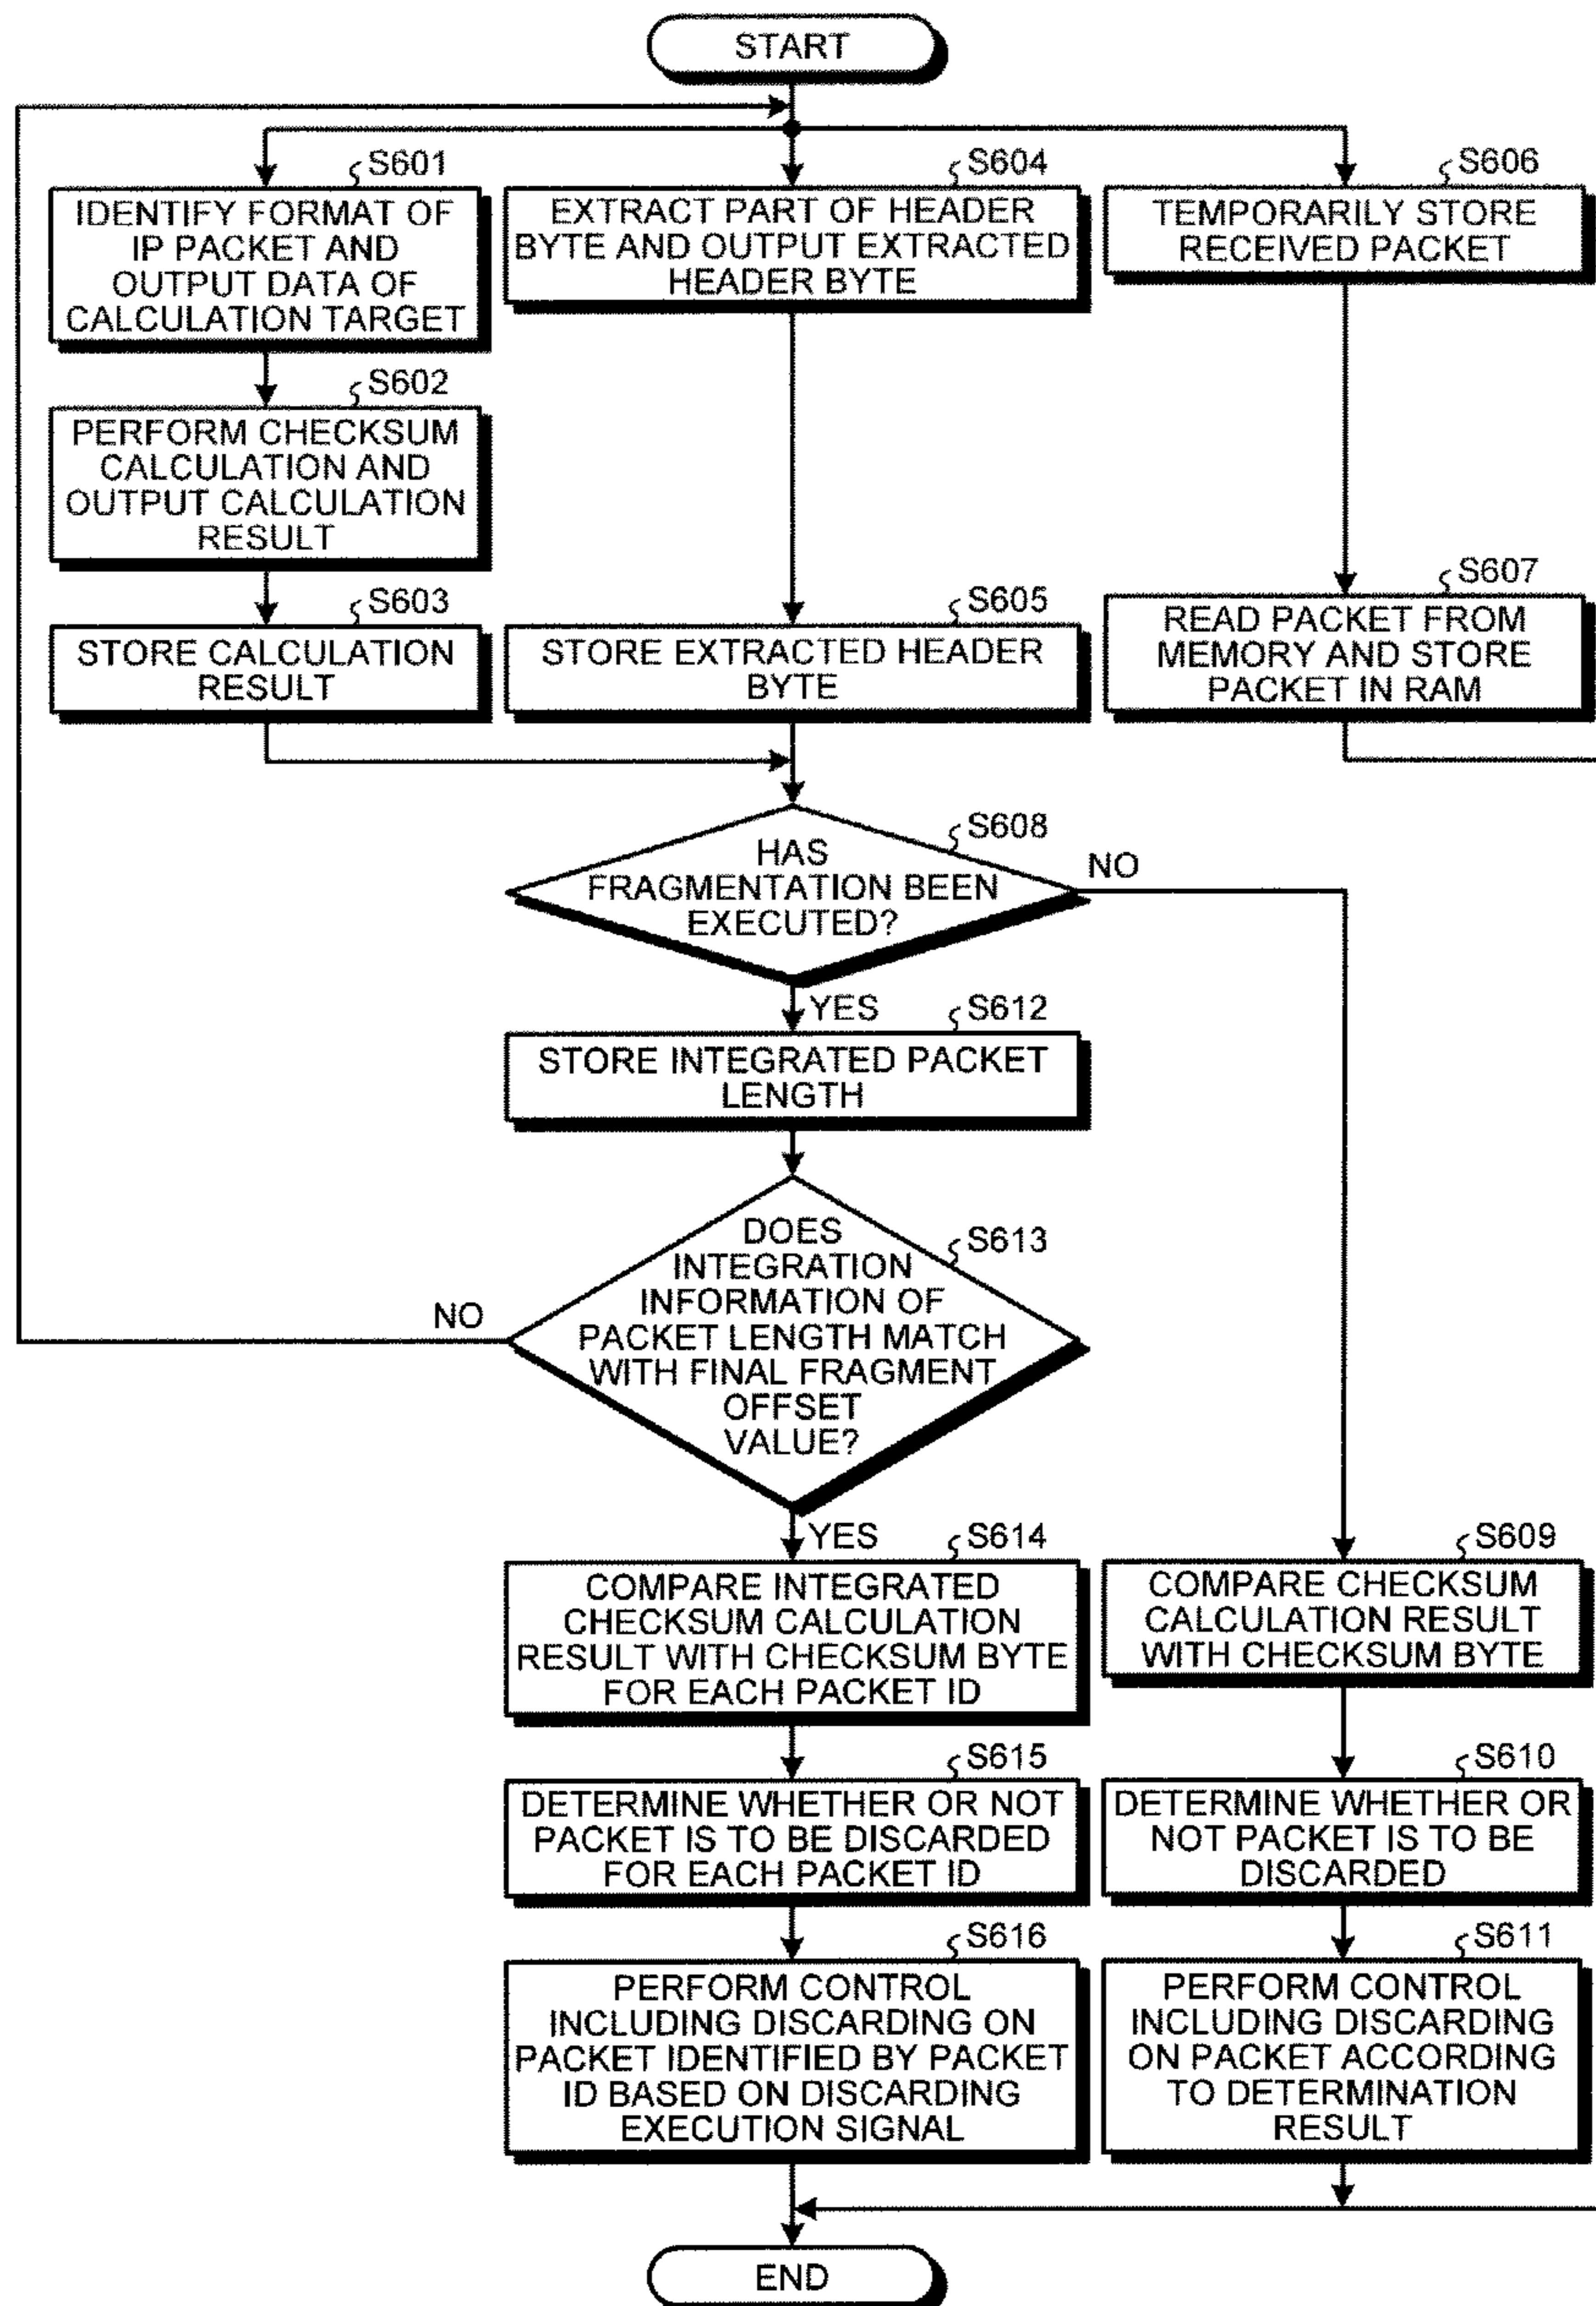 START
S601
IDENTIFY FORMAT OF
IP PACKET AND
OUTPUT DATA OF
CALCULATION TARGET
S604
EXTRACT PART OF HEADER
BYTE AND OUTPUT EXTRACTED
HEADER BYTE
S606
TEMPORARILY STORE
RECEIVED PACKET
S602
PERFORM CHECKSUM
CALCULATION AND
OUTPUT CALCULATION
RESULT
S603
STORE CALCULATION
RESULT
S605
STORE EXTRACTED HEADER
BYTE
S607
READ PACKET FROM
MEMORY AND STORE
PACKET IN RAM
S608
HAS
FRAGMENTATION BEEN
EXECUTED?
NO
YES
S612
STORE INTEGRATED PACKET
LENGTH
S613
DOES
INTEGRATION
INFORMATION OF
PACKET LENGTH MATCH
WITH FINAL FRAGMENT
OFFSET
VALUE?
NO
YES
S614
COMPARE INTEGRATED
CHECKSUM CALCULATION
RESULT WITH CHECKSUM BYTE
FOR EACH PACKET ID
S609
COMPARE CHECKSUM
CALCULATION RESULT
WITH CHECKSUM BYTE
S615
DETERMINE WHETHER OR NOT
PACKET IS TO BE DISCARDED
FOR EACH PACKET ID
S610
DETERMINE WHETHER OR
NOT PACKET IS TO BE
DISCARDED
S616
PERFORM CONTROL
INCLUDING DISCARDING ON
PACKET IDENTIFIED BY PACKET
ID BASED ON DISCARDING
EXECUTION SIGNAL
S611
PERFORM CONTROL
INCLUDING DISCARDING
ON PACKET ACCORDING
TO DETERMINATION
RESULT
END